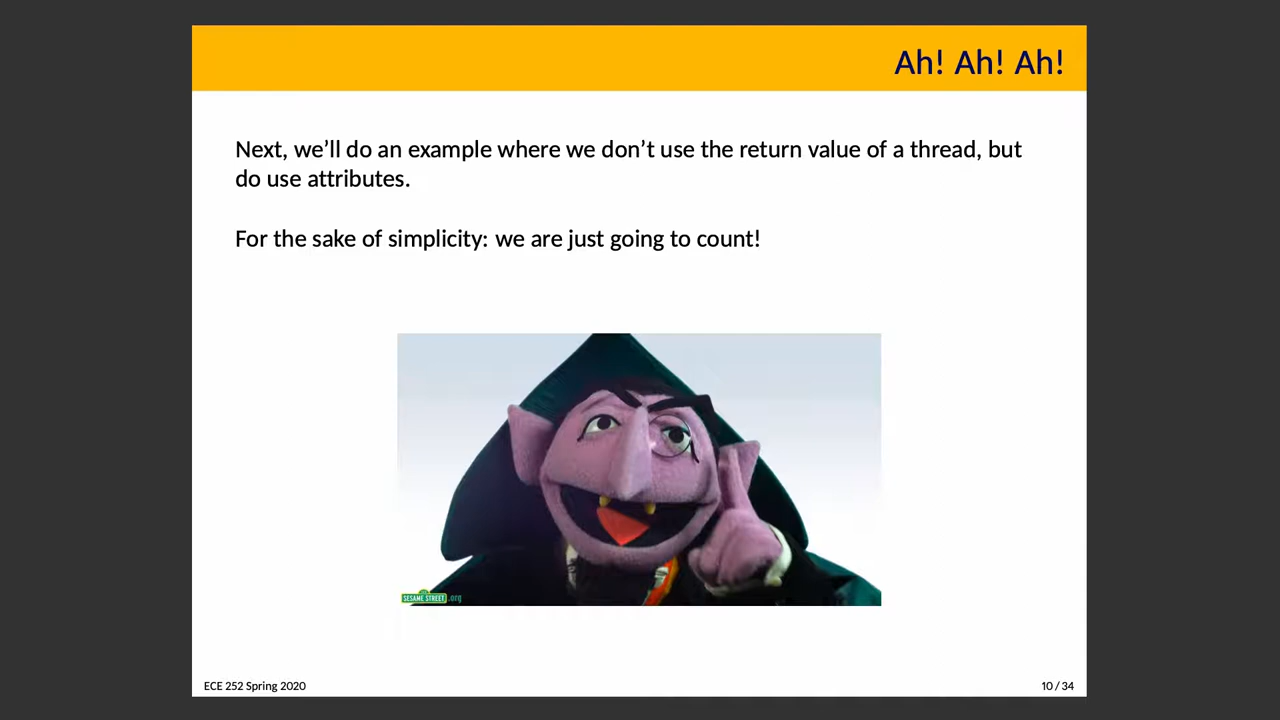 Ah! Ah! Ah!
Next, we’ll do an example where we don’t use the return value of a thread, but
do use attributes.
For the sake of simplicity: we are just going to count!
SESAME STREET.org
ECE 252 Spring 2020
10 / 34